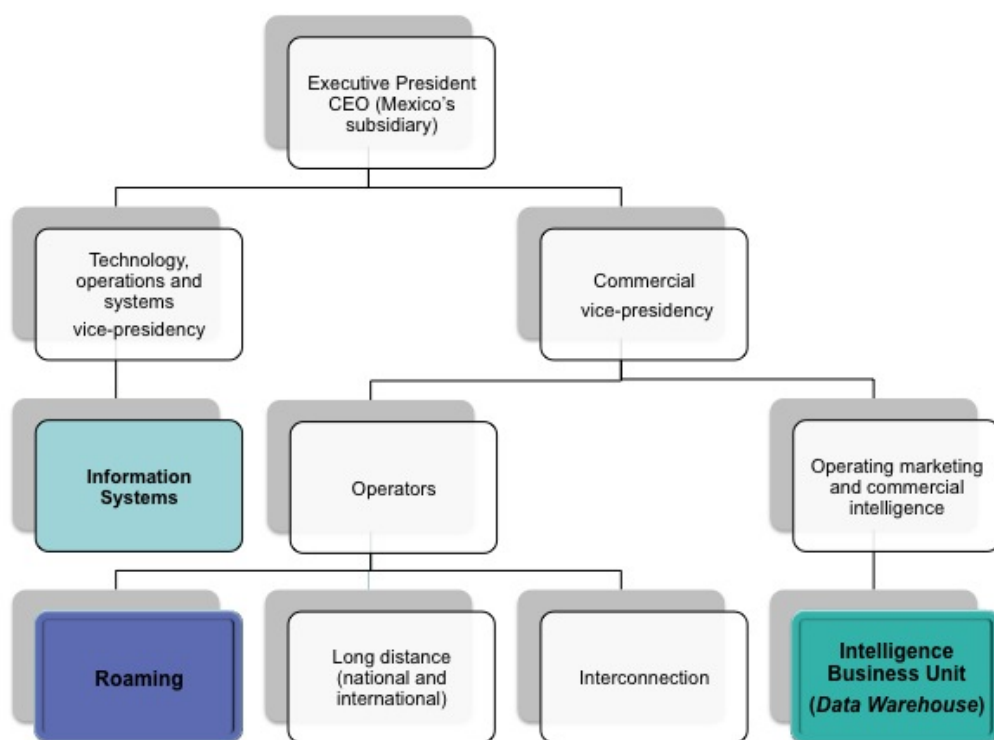 Executive President
CEO (Mexico's
subsidiary)
Technology,
operations and
systems
vice-presidency
Commercial
vice-presidency
Information
Systems
Operators
Operating marketing
and commercial
intelligence
Roaming
Long distance
(national and
international)
Interconnection
Intelligence
Business Unit
(Data Warehouse)